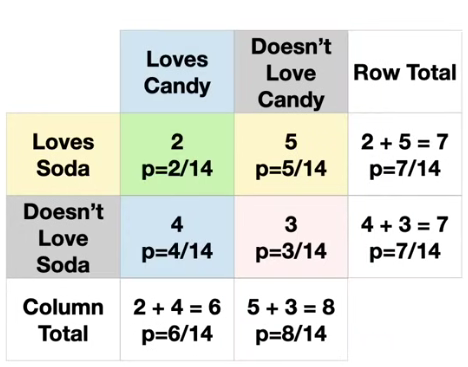 Loves
Candy
Doesn’t
Love
Candy
Row Total
Loves
Soda
2
p=2/14
5
p=5/14
2 + 5 = 7
p=7/14
Doesn’t
Love
Soda
4
p=4/14
3
p=3/14
4 + 3 = 7
p=7/14
Column
Total
2 + 4 = 6
p=6/14
5 + 3 = 8
p=8/14